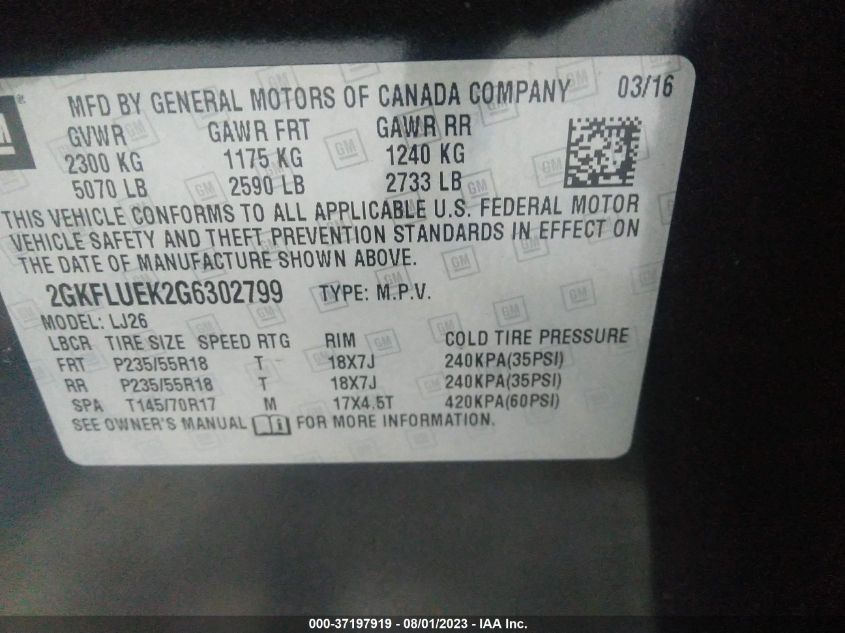 GM
MFD BY GENERAL MOTORS OF CANADA COMPANY 03/16
GVWR GAWR FRT GAWR RR
2300 KG 1175 KG 1240 KG
5070 LB 2590 LB 2733 LB
THIS VEHICLE CONFORMS TO ALL APPLICABLE U.S. FEDERAL MOTOR
VEHICLE SAFETY AND THEFT PREVENTION STANDARDS IN EFFECT ON
THE DATE OF MANUFACTURE SHOWN ABOVE.
2GKFLUEK2G6302799 TYPE: M.P.V.
MODEL: LJ26
LBCR TIRE SIZE SPEED RTG RIM COLD TIRE PRESSURE
FRT P235/55R18 T 18X7J 240KPA(35PSI)
RR P235/55R18 T 18X7J 240KPA(35PSI)
SPA T145/70R17 M 17X4.5T 420KPA(60PSI)
SEE OWNER'S MANUAL FOR MORE INFORMATION.
000-37197919 - 08/01/2023 - IAA Inc.